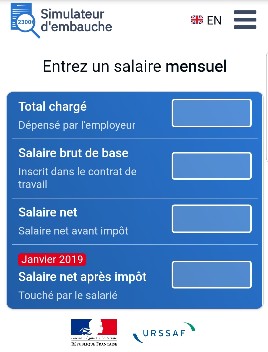 2300€
Simulateur
d'embauche
EN
Entrez un salaire mensuel
Total chargé
Dépensé par l'employeur
Salaire brut de base
Inscrit dans le contrat de
travail
Salaire net
Salaire net avant impôt
Janvier 2019
Salaire net après impôt
Touché par le salarié
RÉPUBLIQUE FRANÇAISE
URSSAF